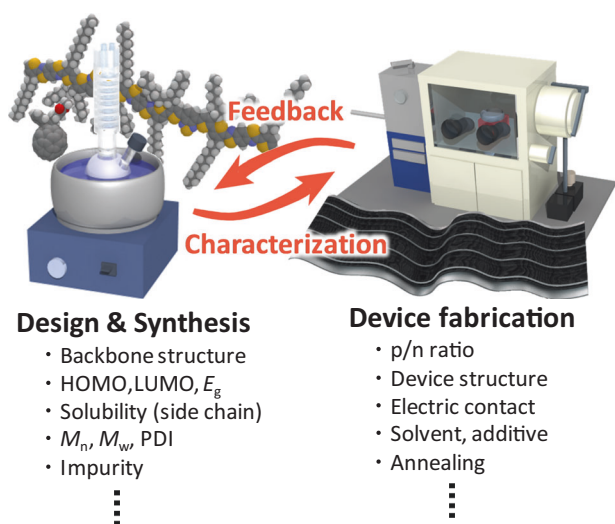 Feedback
Characterization
Design & Synthesis
・ Backbone structure
・ HOMO,LUMO, Eg
・ Solubility (side chain)
・ Mn, Mw, PDI
・ Impurity
Device fabrication
・ p/n ratio
・ Device structure
・ Electric contact
・ Solvent, additive
・ Annealing